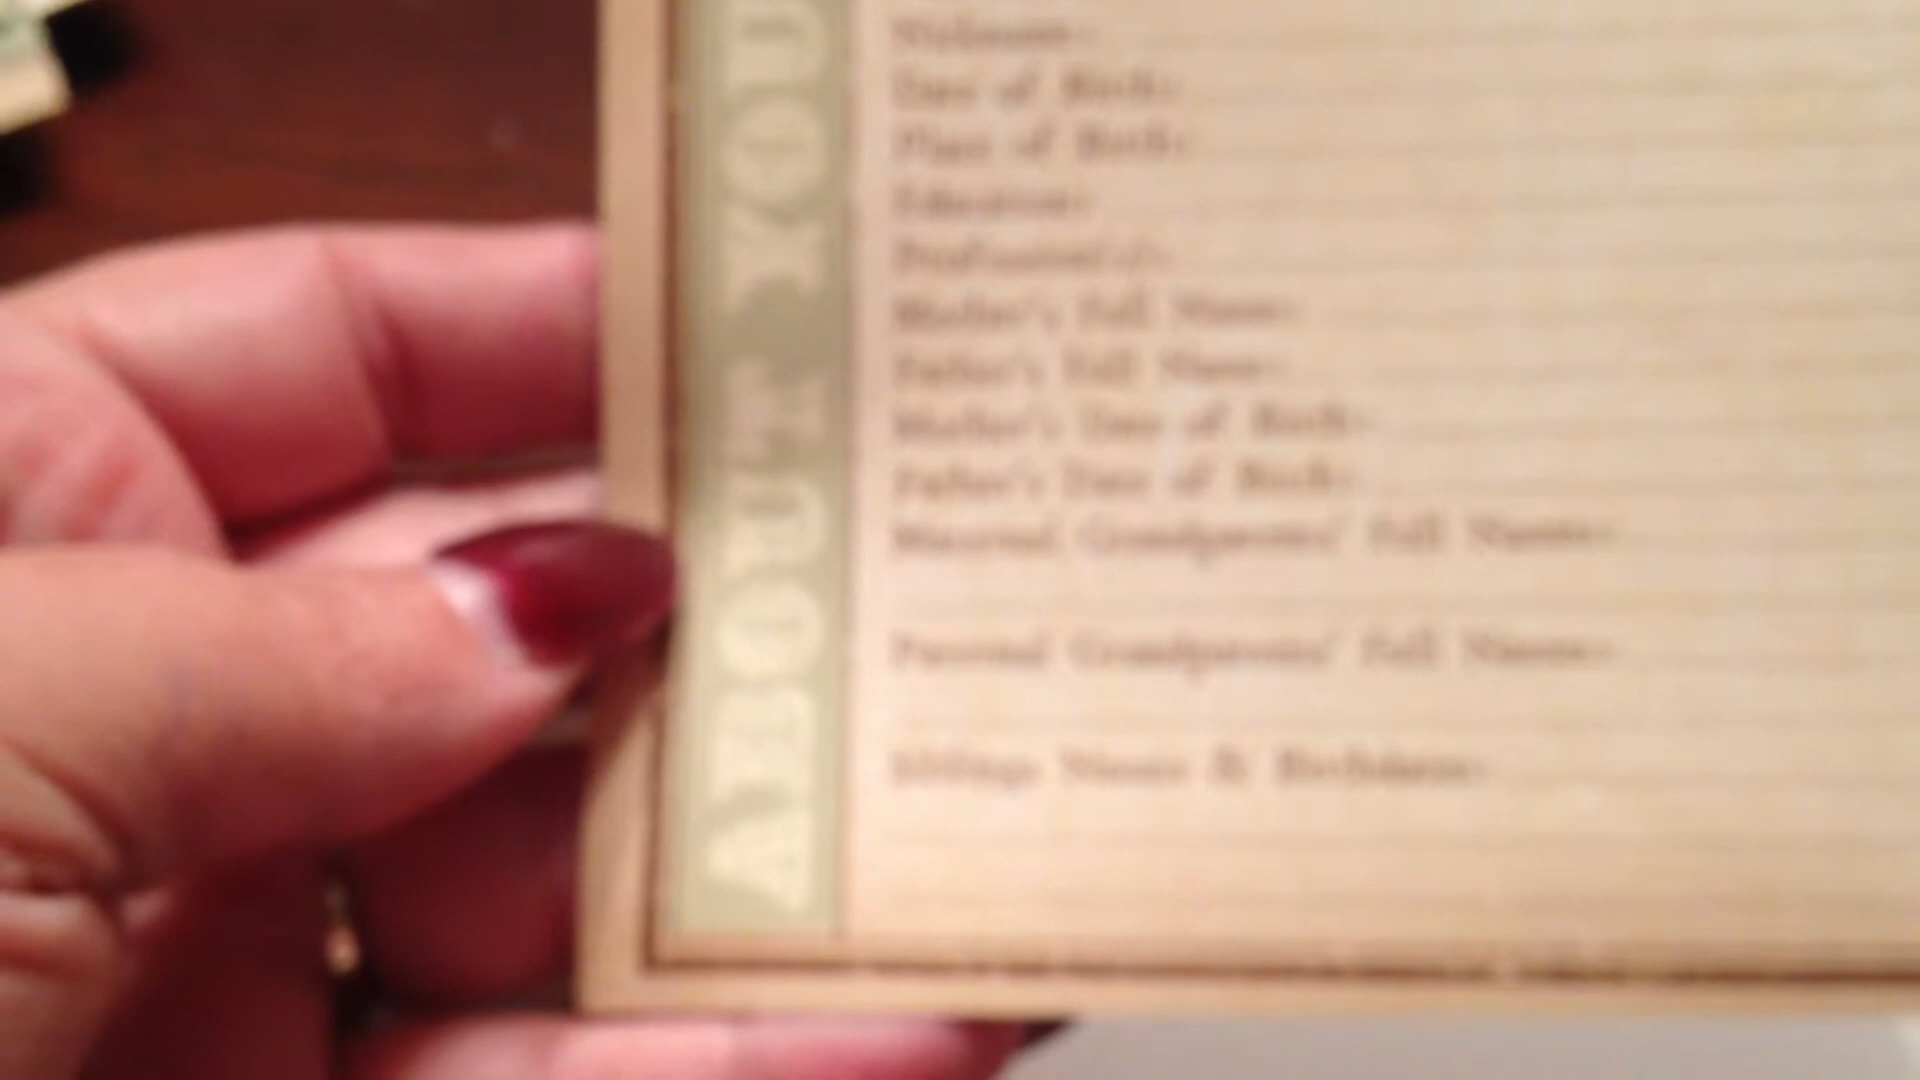 ABOUT YOU
Nickname:
Date of Birth:
Place of Birth:
Education:
Profession(s):
Mother's Full Name:
Father's Full Name:
Mother's Date of Birth:
Father's Date of Birth:
Maternal Grandparents' Full Names:
Paternal Grandparents' Full Names:
Siblings Names & Birthdates: